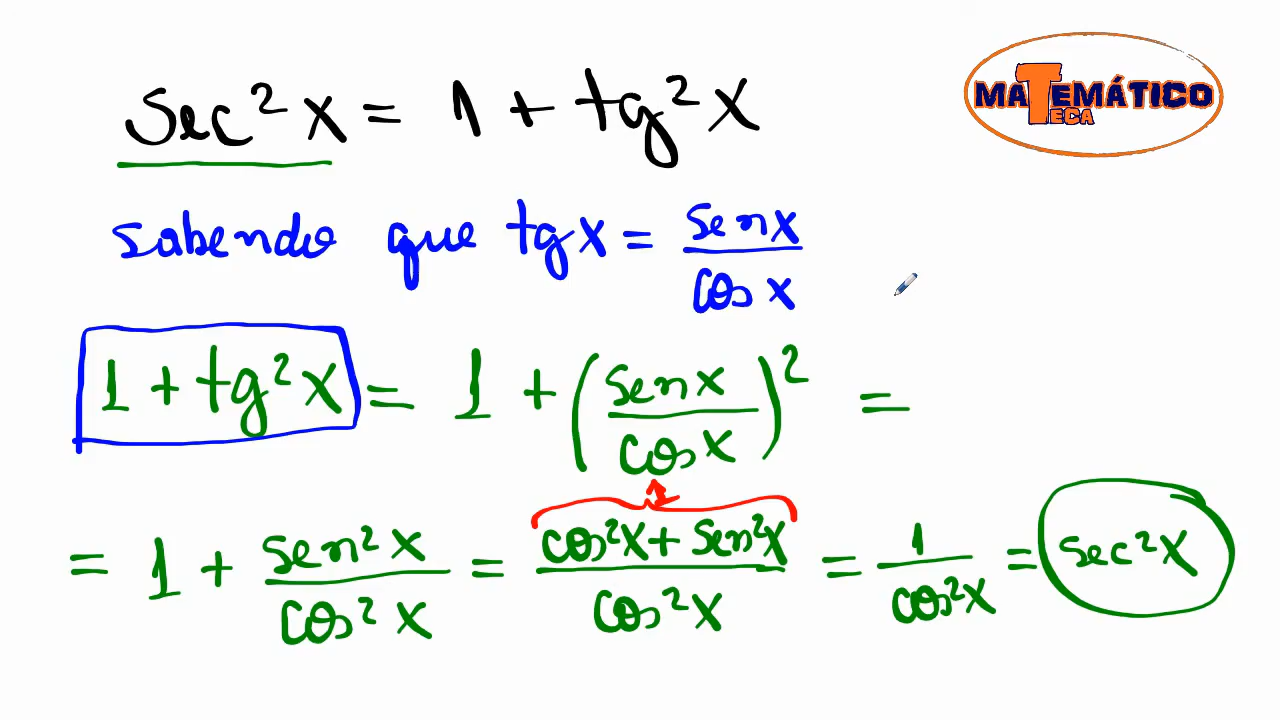 sec²x = 1 + tg²x
MATEMÁTICO
TECA
sabendo que tgx = senx/cosx
1 + tg²x = 1 + (senx/cosx)² =
1
= 1 + sen²x/cos²x = cos²x + sen²x/cos²x = 1/cos²x = sec²x